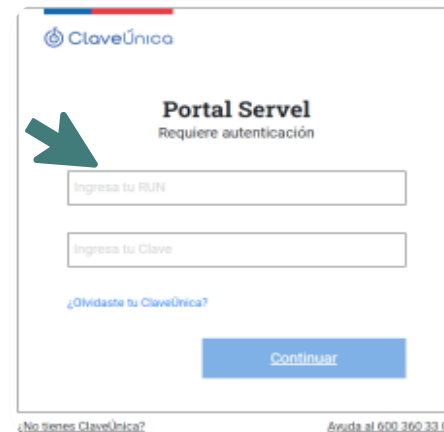 ClaveÚnica
Portal Servel
Requiere autenticación
Ingresa tu RUN
Ingresa tu Clave
¿Olvidaste tu ClaveÚnica?
Continuar
¿No tienes ClaveÚnica?
Ayuda al 600 360 33